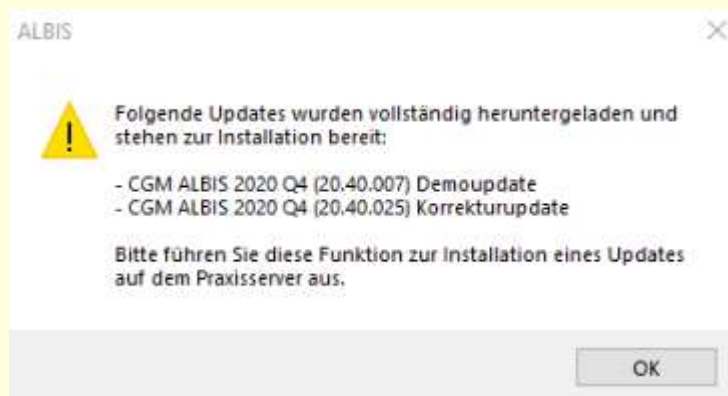 ALBIS
Folgende Updates wurden vollständig heruntergeladen und
stehen zur Installation bereit:
- CGM ALBIS 2020 Q4 (20.40.007) Demoupdate
- CGM ALBIS 2020 Q4 (20.40.025) Korrekturupdate
Bitte führen Sie diese Funktion zur Installation eines Updates
auf dem Praxisserver aus.
OK